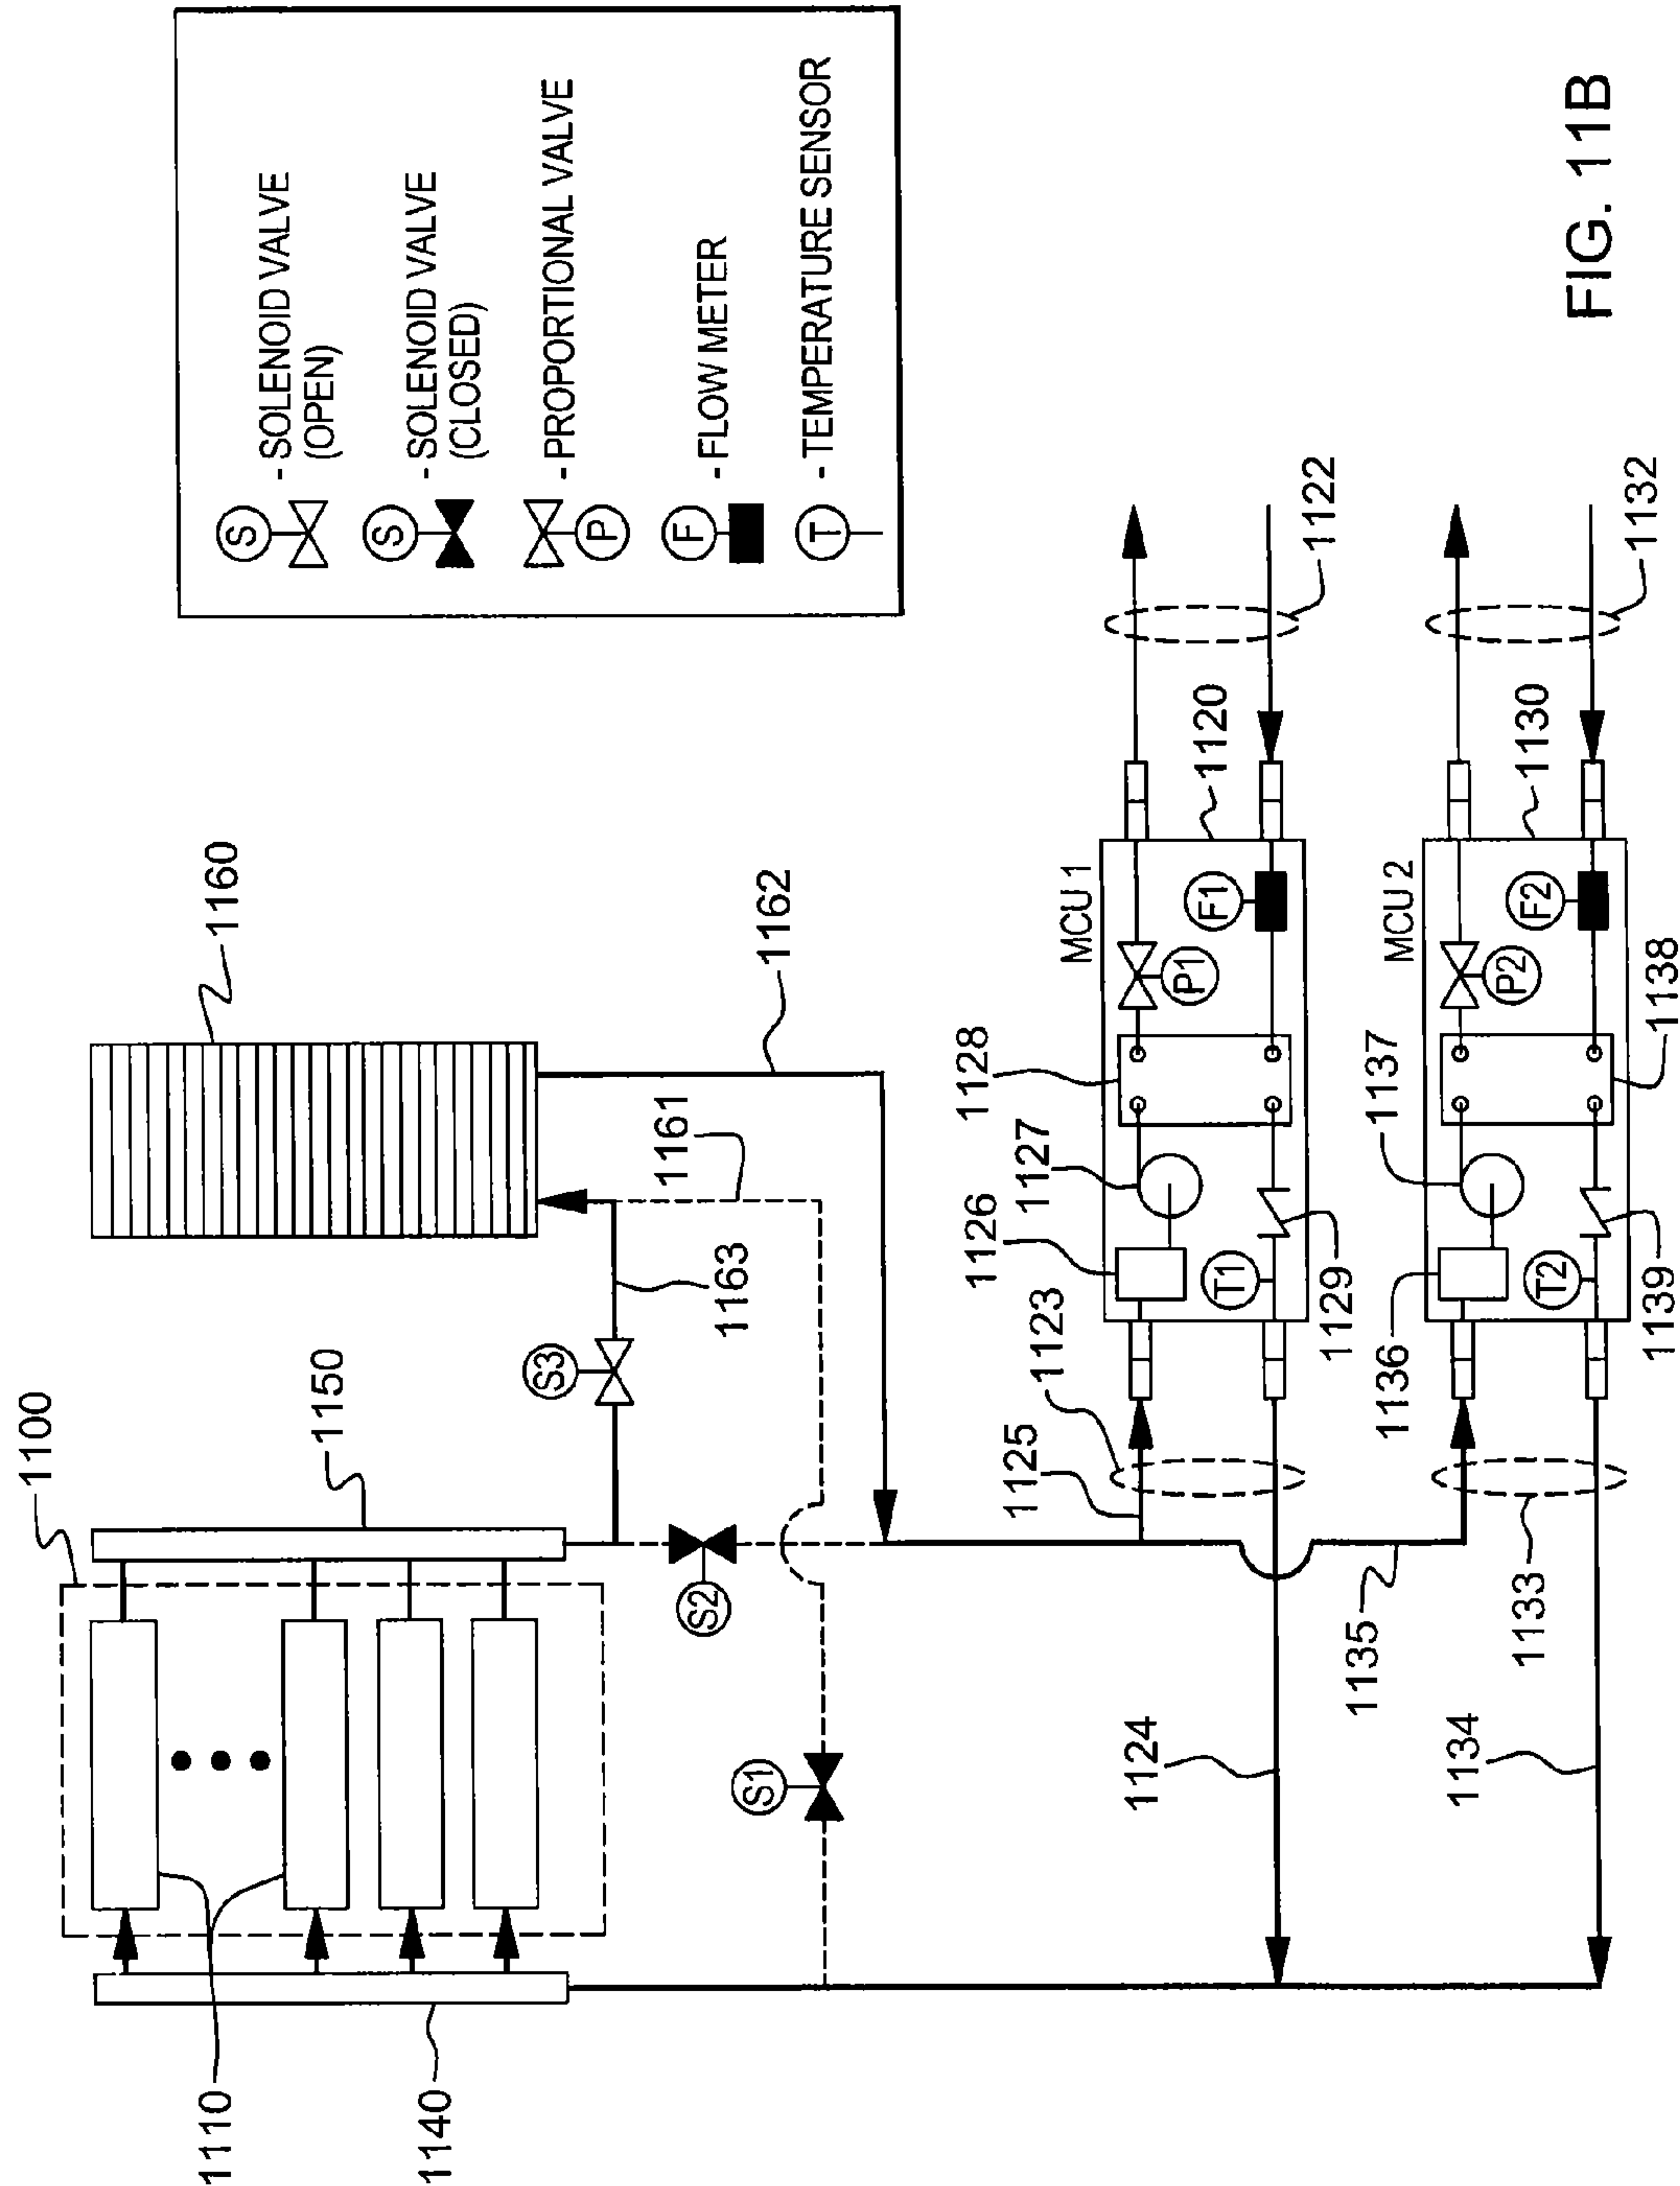 1100
1150
1160
1110
1140
S3
S2
S1
1163
1161
1162
- SOLENOID VALVE
(OPEN)
- SOLENOID VALVE
(CLOSED)
- PROPORTIONAL VALVE
- FLOW METER
- TEMPERATURE SENSOR
S
S
P
F
T
1125
1123
1126
1127
1128
MCU 1
1120
1122
T1
P1
F1
1124
1129
1135
1133
1136
1137
MCU 2
1130
1132
T2
P2
F2
1134
1139
1138
FIG. 11B